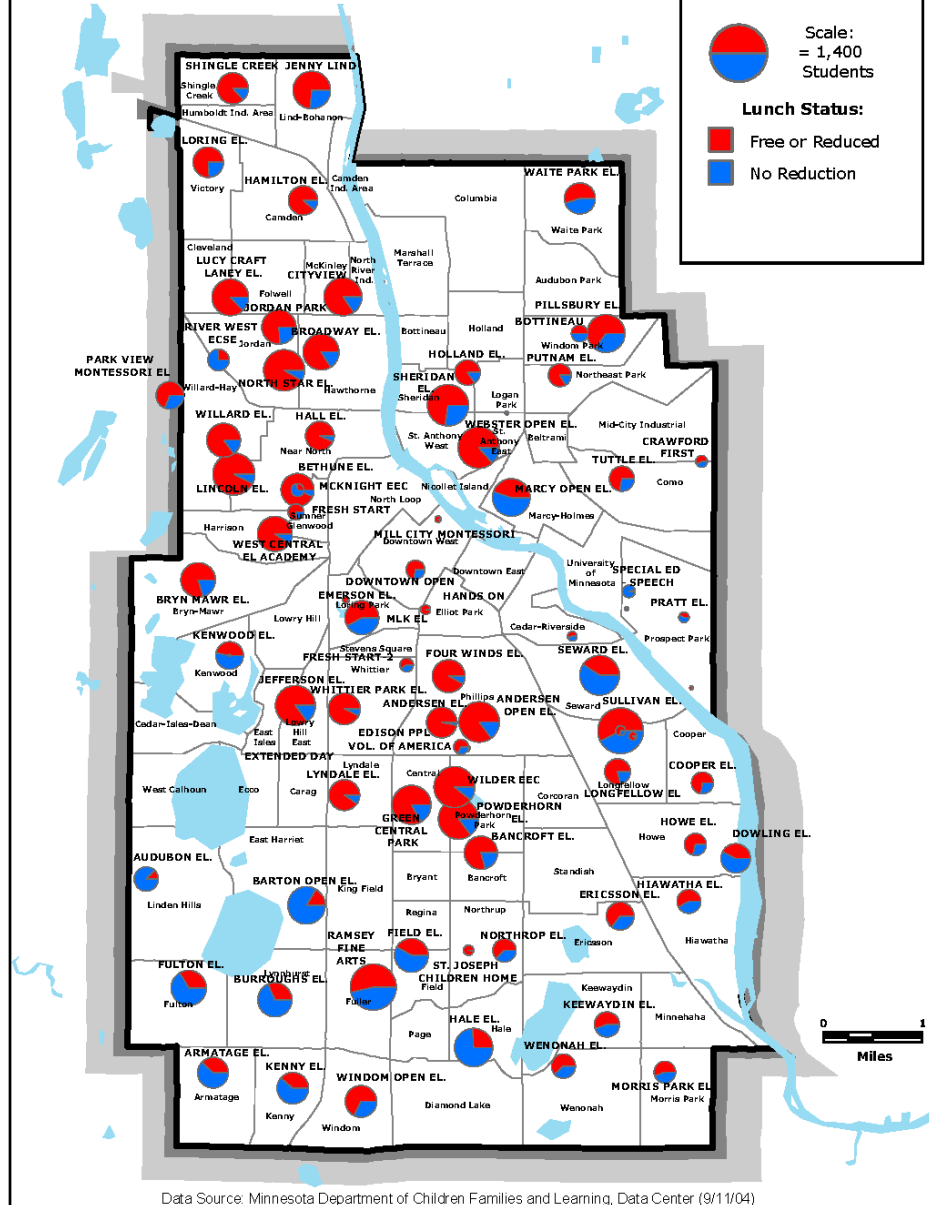 Scale:
= 1,400
Students
Lunch Status:
Free or Reduced
No Reduction
SHINGLE CREEK
JENNY LIND
Shingle
Creek
Humboldt Ind. Area
Lind-Bohanon
LORING EL.
Victory
HAMILTON EL.
Camden
Camden
Ind. Area
Columbia
WAITE PARK EL.
Waite Park
Cleveland
LUCY CRAFT
LANEY EL.
Folwell
McKinley
CITYVIEW
North
River
Ind.
Marshall
Terrace
Audubon Park
PILLSBURY EL.
JORDAN PARK
RIVER WEST
ECSE
Jordan
BROADWAY EL.
Bottineau
Holland
BOTTINEAU
Windom Park
PARK VIEW
MONTESSORI EL
Willard-Hay
NORTH STAR EL.
Hawthorne
HOLLAND EL.
PUTNAM EL.
Northeast Park
SHERIDAN
EL.
Sheridan
Logan
Park
WILLARD EL.
HALL EL.
Near North
WEBSTER OPEN EL.
St. Anthony
West
St.
Anthony
East
Beltrami
Mid-City Industrial
CRAWFORD
FIRST
LINCOLN EL.
BETHUNE EL.
MCKNIGHT EEC
Nicollet Island
MARCY OPEN EL.
TUTTLE EL.
Como
FRESH START
Sumner
Glenwood
North Loop
Marcy-Holmes
Harrison
WEST CENTRAL
EL ACADEMY
MILL CITY MONTESSORI
Downtown West
BRYN MAWR EL.
Bryn-Mawr
DOWNTOWN OPEN
Downtown East
University
of
Minnesota
SPECIAL ED
SPEECH
EMERSON EL.
Loring Park
HANDS ON
PRATT EL.
Lowry Hill
MLK EL
Elliot Park
Cedar-Riverside
Prospect Park
KENWOOD EL.
Kenwood
Stevens Square
FRESH START 2
Whittier
FOUR WINDS EL.
SEWARD EL.
Seward
JEFFERSON EL.
WHITTIER PARK EL.
Phillips
ANDERSEN EL.
ANDERSEN
OPEN EL.
SULLIVAN EL.
Cedar-Isles-Dean
East
Isles
Lowry
Hill
East
EDISON PPL
VOL. OF AMERICA
Cooper
EXTENDED DAY
Lyndale
LYNDALE EL.
Central
WILDER EEC
COOPER EL.
West Calhoun
Ecco
Carag
Corcoran
Longfellow
LONGFELLOW EL
GREEN
CENTRAL
PARK
POWDERHORN
EL.
Powderhorn
Park
BANCROFT EL.
HOWE EL.
Howe
DOWLING EL.
East Harriet
AUDUBON EL.
Linden Hills
BARTON OPEN EL.
King Field
Bryant
Bancroft
Standish
HIAWATHA EL.
ERICSSON EL.
Regina
Northrup
Ericsson
Hiawatha
RAMSEY
FINE
ARTS
FIELD EL.
NORTHROP EL.
FULTON EL.
Fulton
Lynnhurst
BURROUGHS EL.
Fuller
ST. JOSEPH
CHILDREN HOME
Field
Keewaydin
KEEWAYDIN EL.
Minnehaha
HALE EL.
Hale
Page
WENONAH EL.
ARMATAGE EL.
Armatage
KENNY EL.
Kenny
WINDOM OPEN EL.
Windom
Diamond Lake
Wenonah
MORRIS PARK EL
Morris Park
0 1
Miles
Data Source: Minnesota Department of Children Families and Learning, Data Center (9/11/04)